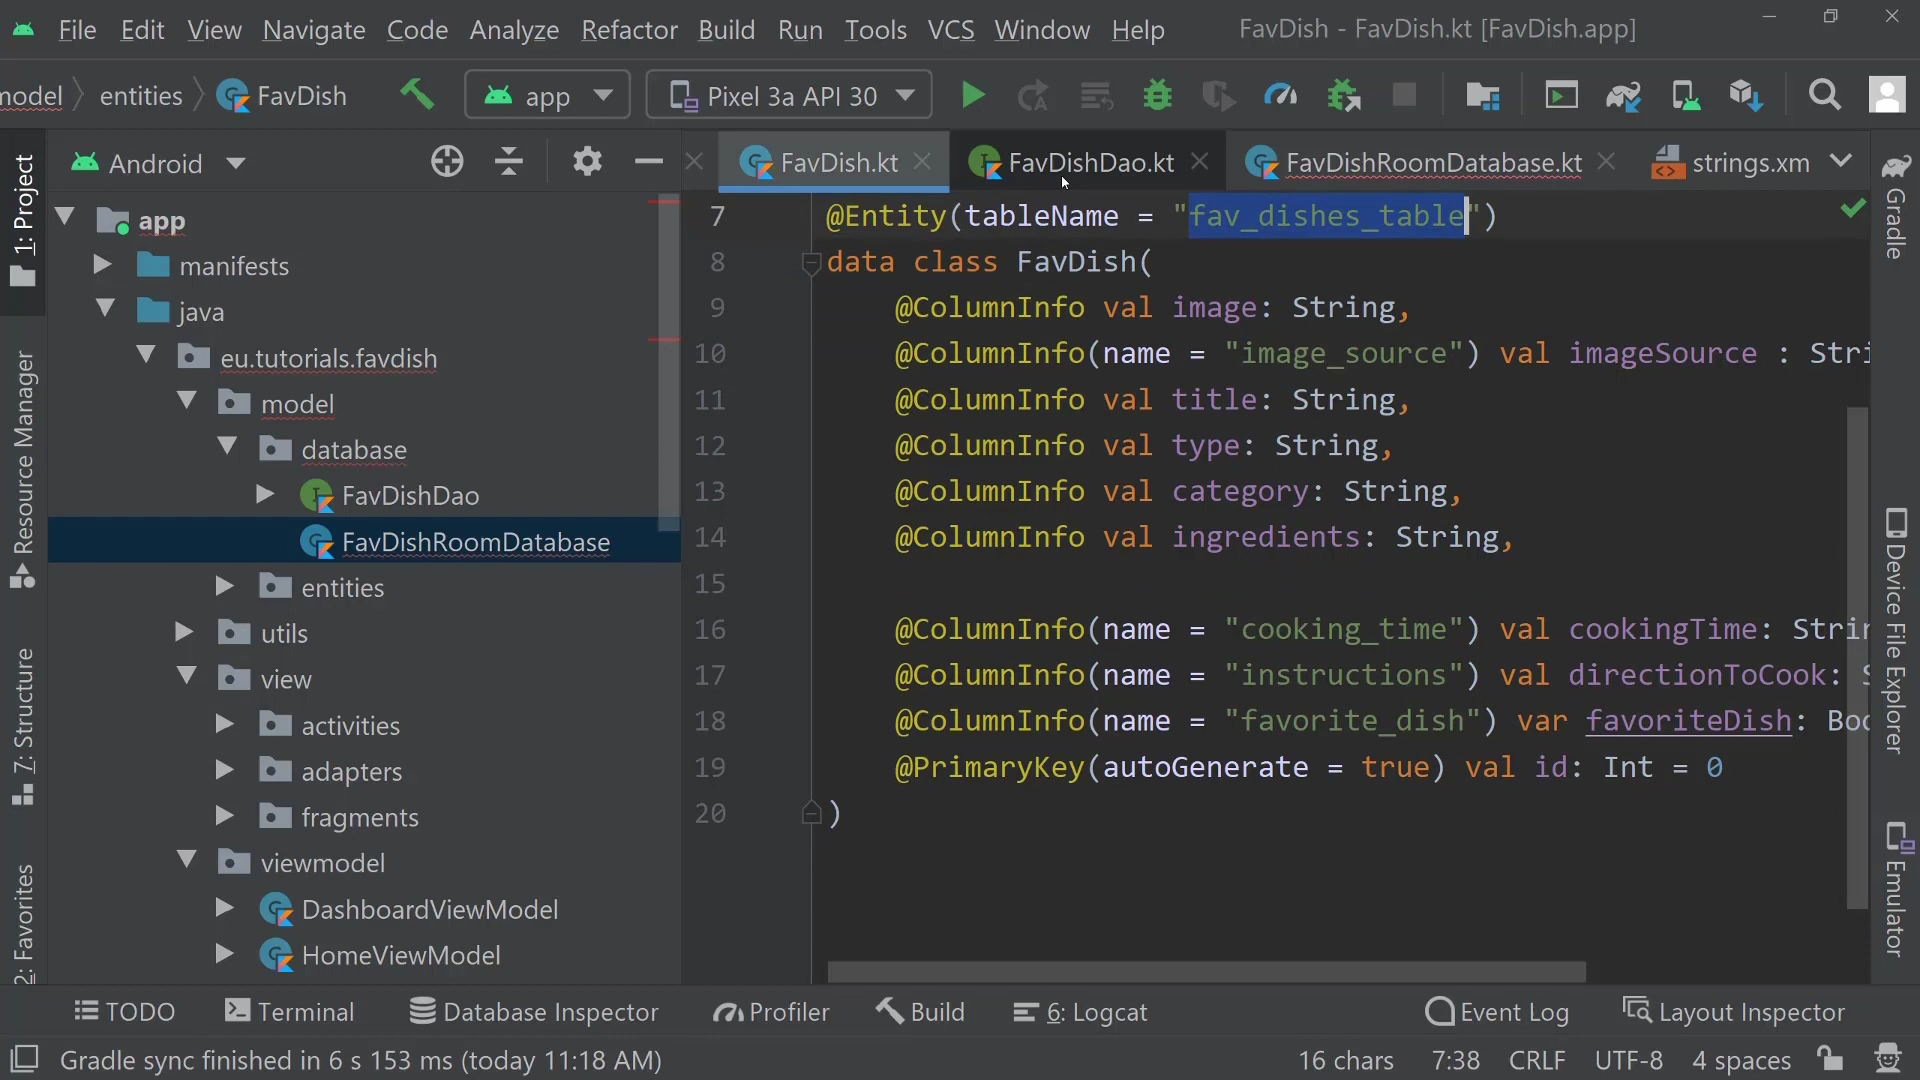 File Edit View Navigate Code Analyze Refactor Build Run Tools VCS Window Help FavDish - FavDish.kt [FavDish.app]
model entities FavDish app Pixel 3a API 30
Android FavDish.kt FavDishDao.kt FavDishRoomDatabase.kt strings.xm
1: Project
Resource Manager
7: Structure
2: Favorites
app
manifests
java
eu.tutorials.favdish
model
database
FavDishDao
FavDishRoomDatabase
entities
utils
view
activities
adapters
fragments
viewmodel
DashboardViewModel
HomeViewModel
7 @Entity(tableName = "fav_dishes_table")
8 data class FavDish(
9 @ColumnInfo val image: String,
10 @ColumnInfo(name = "image_source") val imageSource : Stri
11 @ColumnInfo val title: String,
12 @ColumnInfo val type: String,
13 @ColumnInfo val category: String,
14 @ColumnInfo val ingredients: String,
15
16 @ColumnInfo(name = "cooking_time") val cookingTime: Strin
17 @ColumnInfo(name = "instructions") val directionToCook: S
18 @ColumnInfo(name = "favorite_dish") var favoriteDish: Boo
19 @PrimaryKey(autoGenerate = true) val id: Int = 0
20 )
Gradle
Device File Explorer
Emulator
TODO Terminal Database Inspector Profiler Build 6: Logcat Event Log Layout Inspector
Gradle sync finished in 6 s 153 ms (today 11:18 AM) 16 chars 7:38 CRLF UTF-8 4 spaces